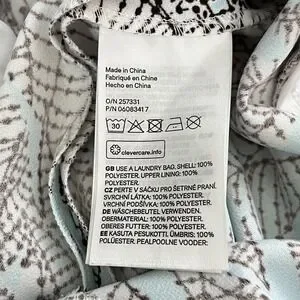 Made in China
Fabriqué en Chine
Hecho en China
O/N 257331
P/N 06083417
30
clevercare.info
GB USE A LAUNDRY BAG. SHELL: 100%
POLYESTER. UPPER LINING: 100%
POLYESTER.
CZ PERTE V SÁČKU PRO ŠETRNÉ PRANÍ.
SVRCHNÍ LÁTKA: 100% POLYESTER.
VRCHNÍ PODŠÍVKA: 100% POLYESTER.
DE WÄSCHEBEUTEL VERWENDEN.
OBERMATERIAL: 100% POLYESTER.
OBERES FUTTER: 100% POLYESTER.
EE KASUTA PESUKOTTI. ÜMBRIS: 100%
POLÜESTER. PEALPOOLNE VOODER: